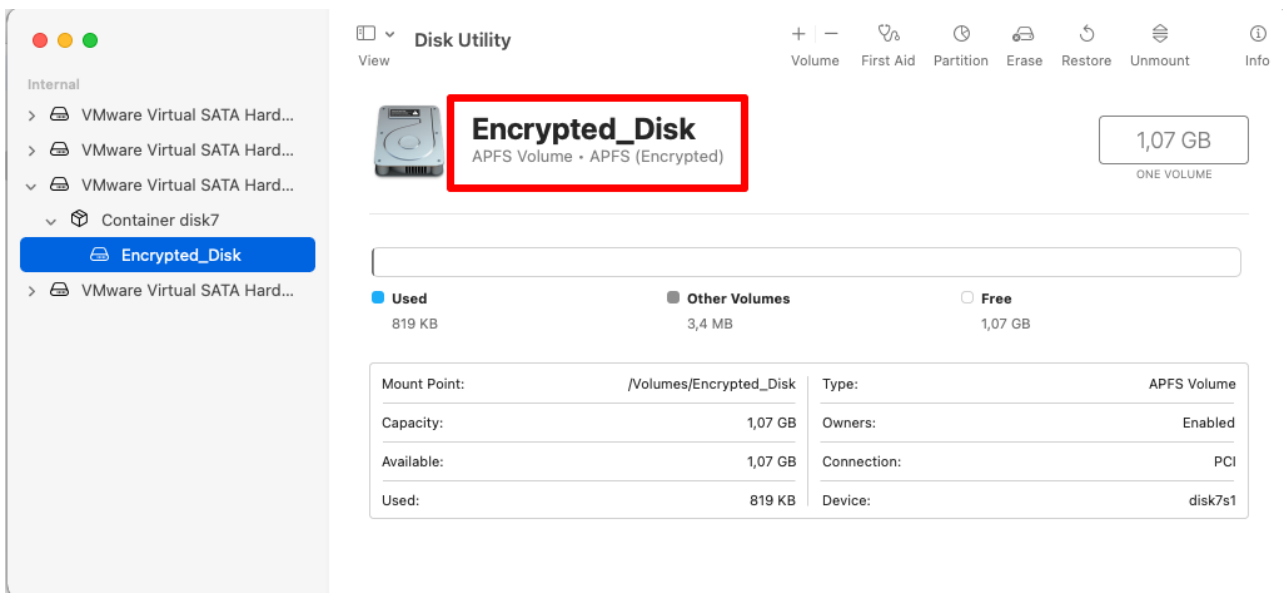 Disk Utility
View
Volume First Aid Partition Erase Restore Unmount Info
Internal
VMware Virtual SATA Hard...
VMware Virtual SATA Hard...
VMware Virtual SATA Hard...
Container disk7
Encrypted_Disk
VMware Virtual SATA Hard...
Encrypted_Disk
APFS Volume • APFS (Encrypted)
1,07 GB
ONE VOLUME
Used Other Volumes Free
819 KB 3,4 MB 1,07 GB
Mount Point: /Volumes/Encrypted_Disk Type: APFS Volume
Capacity: 1,07 GB Owners: Enabled
Available: 1,07 GB Connection: PCI
Used: 819 KB Device: disk7s1